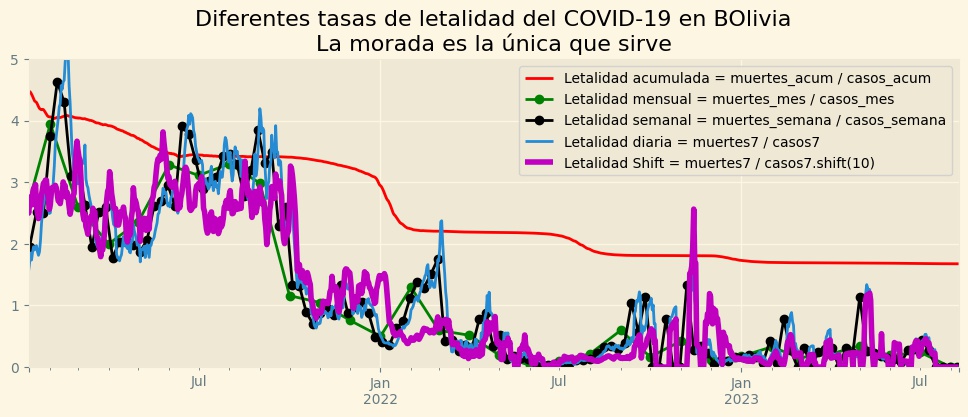 Diferentes tasas de letalidad del COVID-19 en BOlivia
La morada es la única que sirve
5
4
3
2
1
0
Letalidad acumulada = muertes_acum / casos_acum
Letalidad mensual = muertes_mes / casos_mes
Letalidad semanal = muertes_semana / casos_semana
Letalidad diaria = muertes7 / casos7
Letalidad Shift = muertes7 / casos7.shift(10)
Jul
Jan
2022
Jul
Jan
2023
Jul